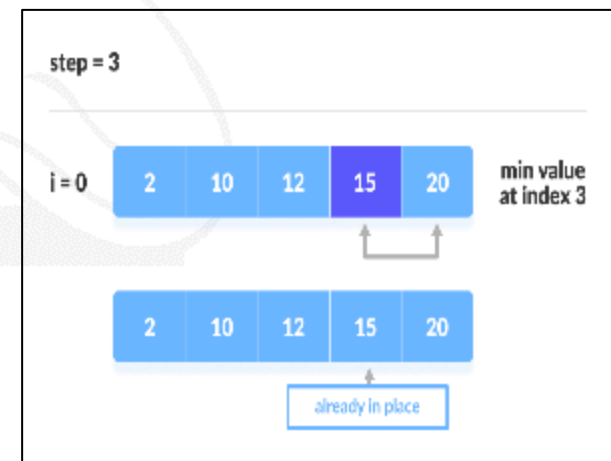 step = 3
i = 0
2 10 12 15 20
min value
at index 3
2 10 12 15 20
already in place